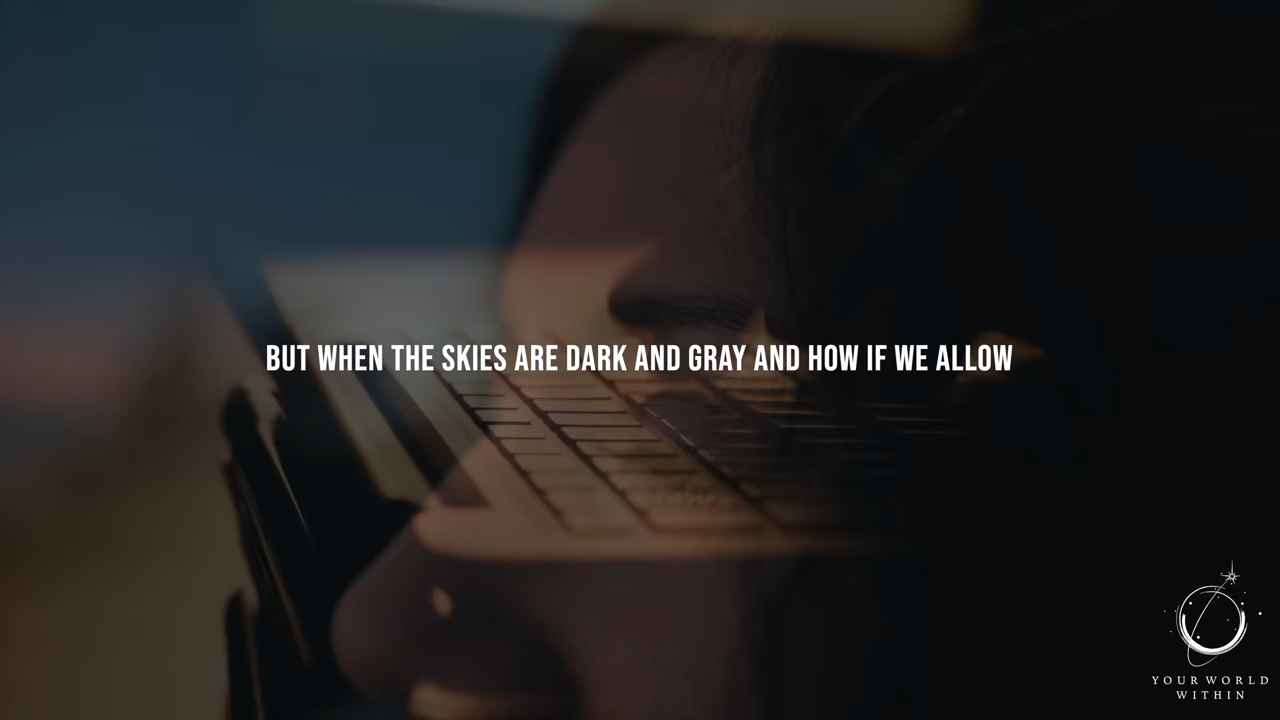 BUT WHEN THE SKIES ARE DARK AND GRAY AND HOW IF WE ALLOW
YOUR WORLD
WITHIN